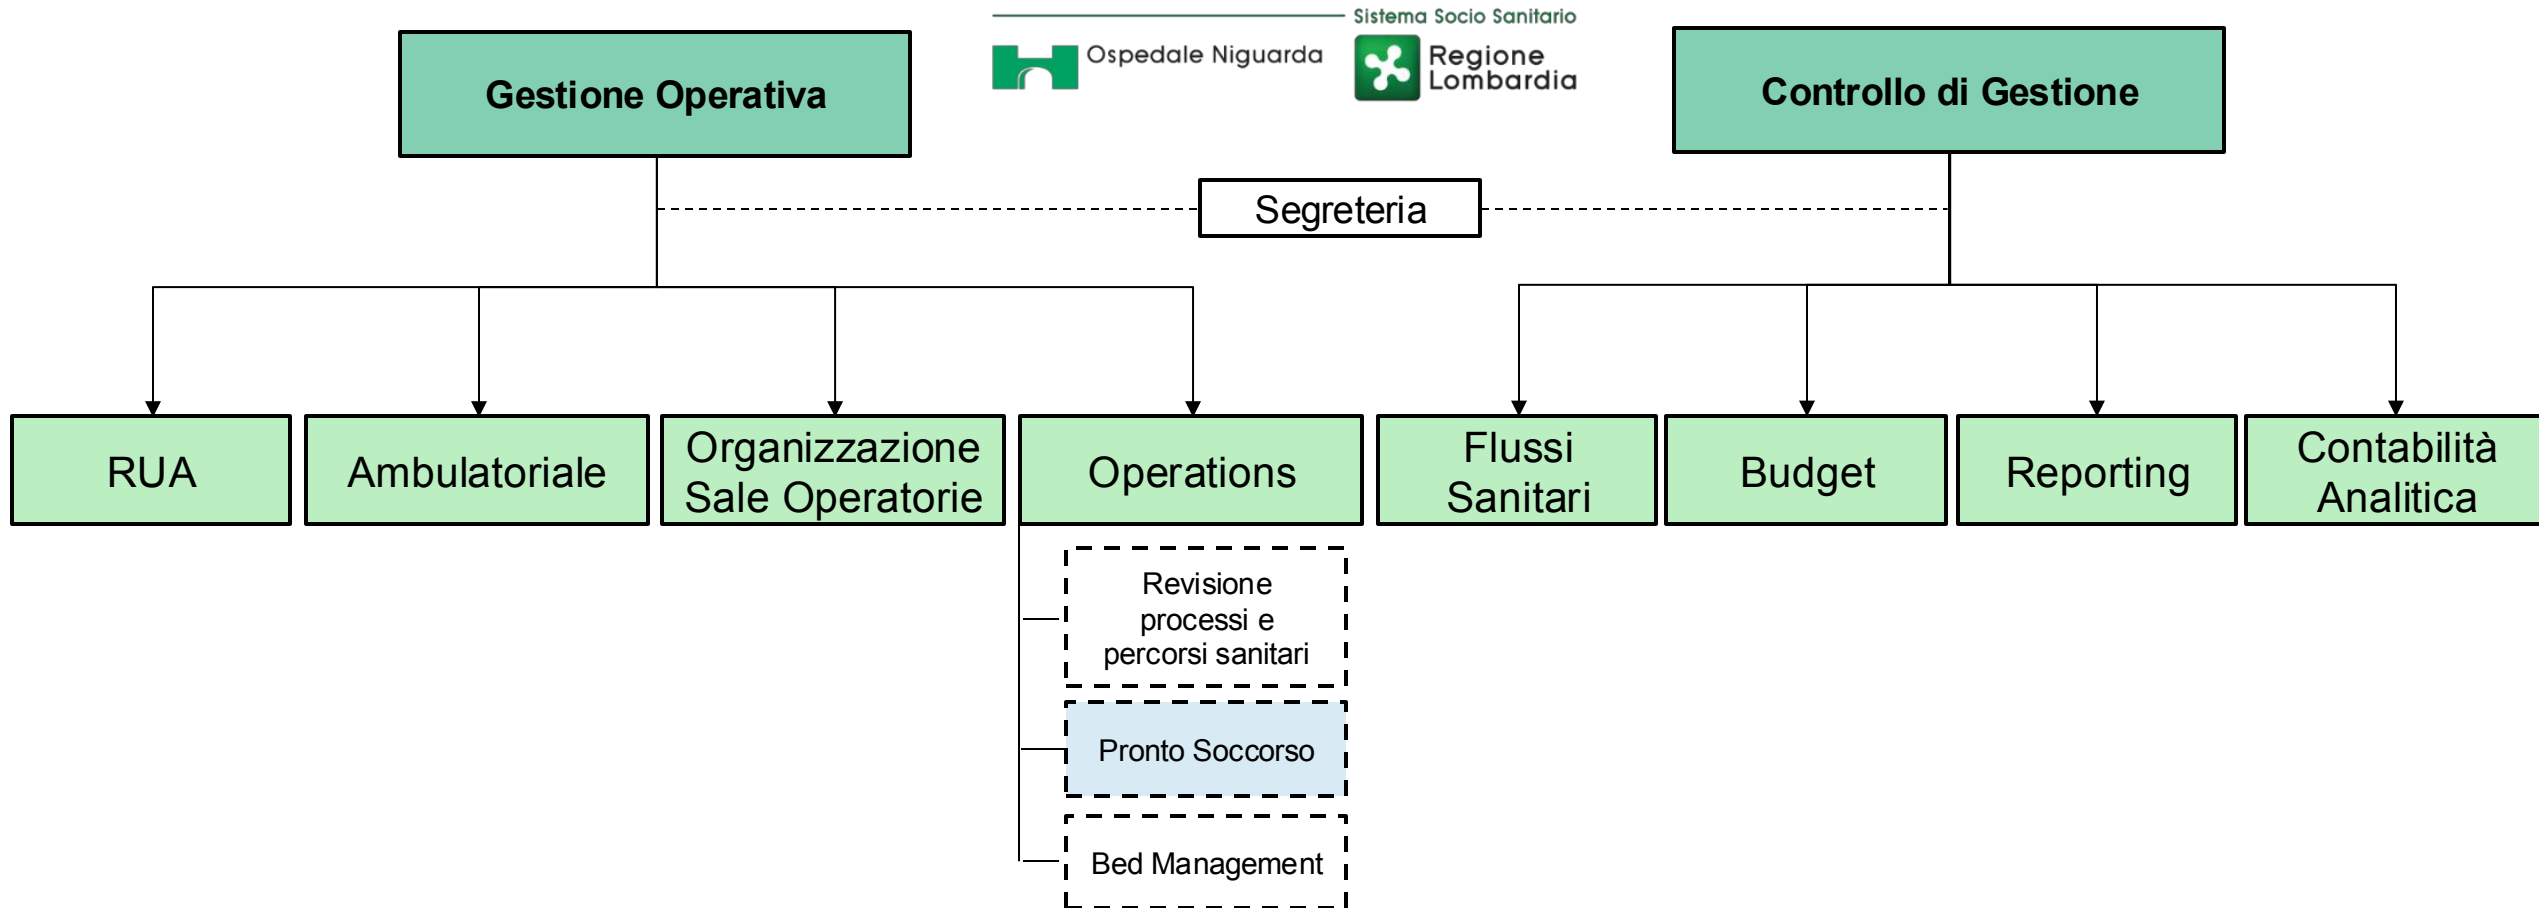 Sistema Socio Sanitario
Ospedale Niguarda
Regione
Lombardia
Gestione Operativa
Controllo di Gestione
Segreteria
RUA
Ambulatoriale
Organizzazione
Sale Operatorie
Operations
Flussi
Sanitari
Budget
Reporting
Contabilità
Analitica
Revisione
processi e
percorsi sanitari
Pronto Soccorso
Bed Management